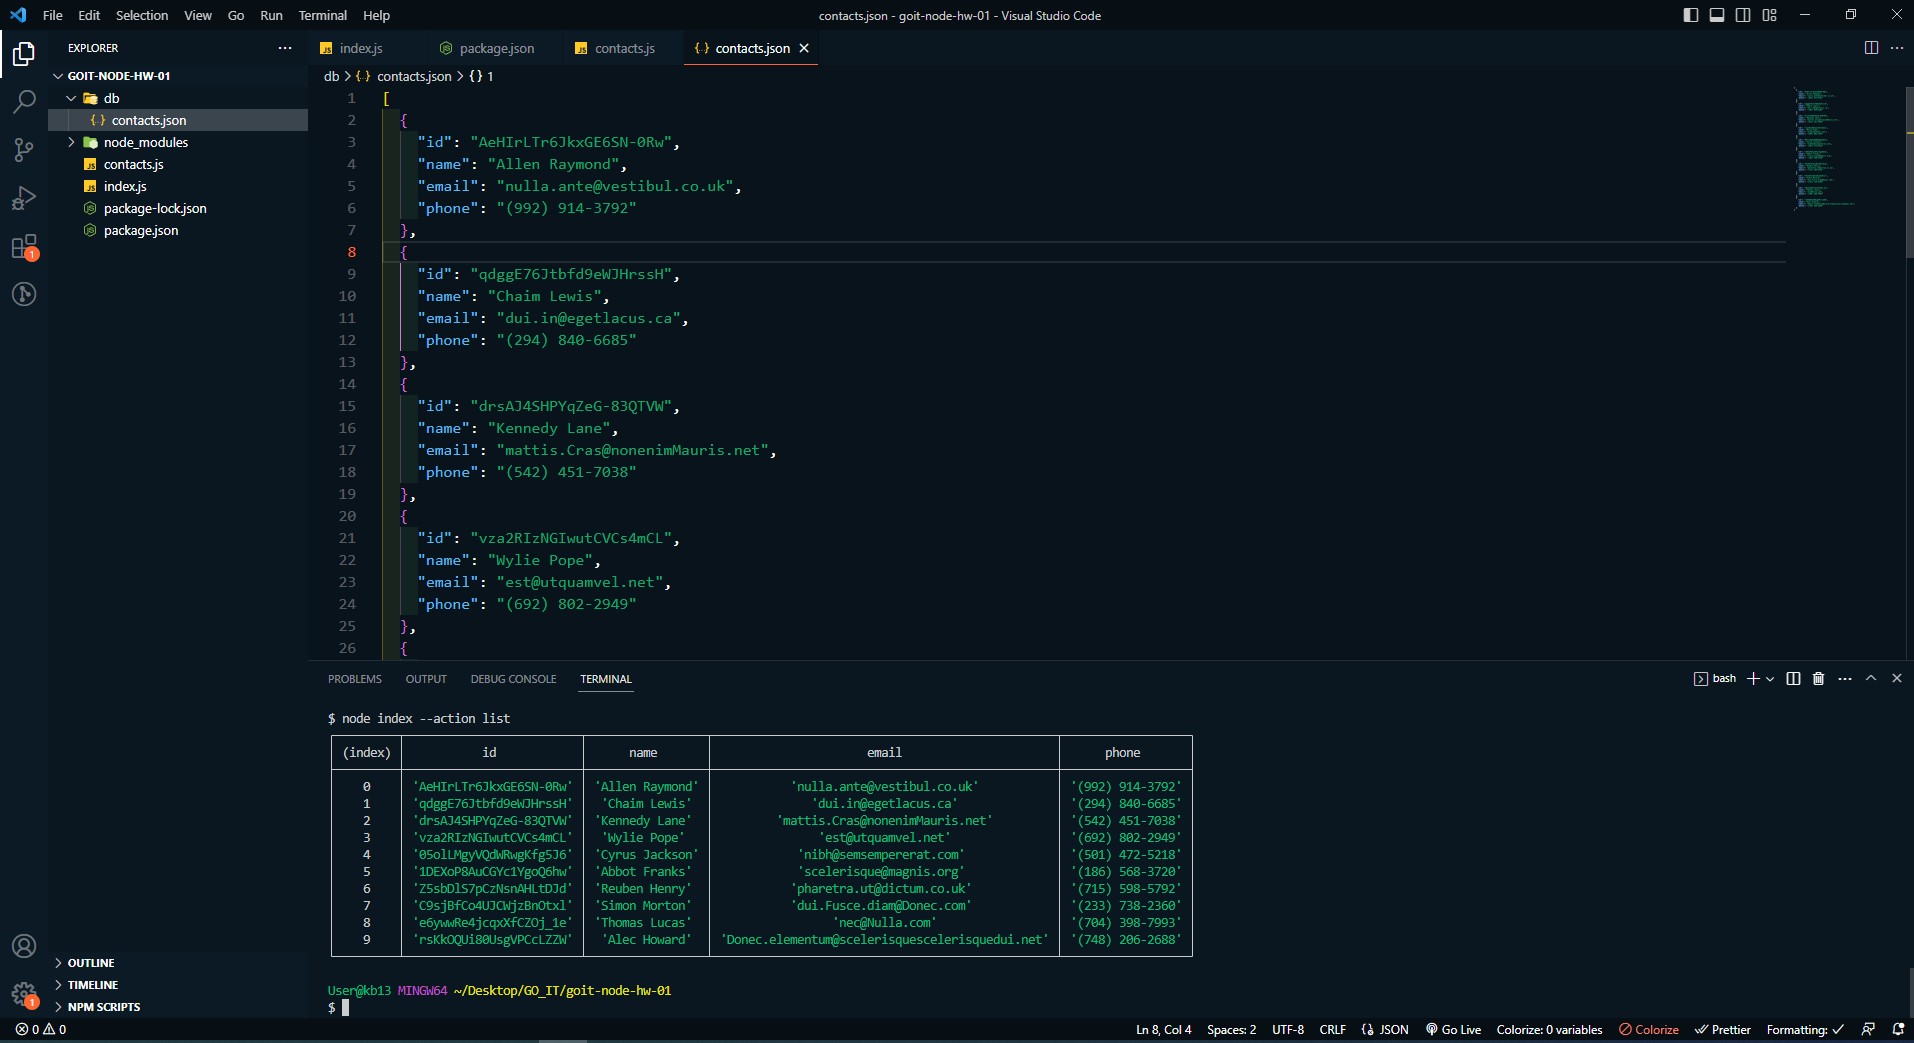 File Edit Selection View Go Run Terminal Help
contacts.json - goit-node-hw-01 - Visual Studio Code
EXPLORER
GOIT-NODE-HW-01
db
contacts.json
node_modules
contacts.js
index.js
package-lock.json
package.json
OUTLINE
TIMELINE
NPM SCRIPTS
index.js package.json contacts.js contacts.json
db > contacts.json > {} 1
1 [
2 {
3 "id": "AeHIrLTr6JkxGE6SN-0Rw",
4 "name": "Allen Raymond",
5 "email": "nulla.ante@vestibul.co.uk",
6 "phone": "(992) 914-3792"
7 },
8 {
9 "id": "qdggE76Jtbfd9eWJHrssH",
10 "name": "Chaim Lewis",
11 "email": "dui.in@egetlacus.ca",
12 "phone": "(294) 840-6685"
13 },
14 {
15 "id": "drsAJ4SHPYqZeG-83QTVW",
16 "name": "Kennedy Lane",
17 "email": "mattis.Cras@nonenimMauris.net",
18 "phone": "(542) 451-7038"
19 },
20 {
21 "id": "vza2RIzNGIwutCVCs4mCL",
22 "name": "Wylie Pope",
23 "email": "est@utquamvel.net",
24 "phone": "(692) 802-2949"
25 },
26 {
PROBLEMS OUTPUT DEBUG CONSOLE TERMINAL
bash
$ node index --action list
(index) id name email phone
0 'AeHIrLTr6JkxGE6SN-0Rw' 'Allen Raymond' 'nulla.ante@vestibul.co.uk' '(992) 914-3792'
1 'qdggE76Jtbfd9eWJHrssH' 'Chaim Lewis' 'dui.in@egetlacus.ca' '(294) 840-6685'
2 'drsAJ4SHPYqZeG-83QTVW' 'Kennedy Lane' 'mattis.Cras@nonenimMauris.net' '(542) 451-7038'
3 'vza2RIzNGIwutCVCs4mCL' 'Wylie Pope' 'est@utquamvel.net' '(692) 802-2949'
4 '05olLMgyVQdWRwgKfg5J6' 'Cyrus Jackson' 'nibh@semsempererat.com' '(501) 472-5218'
5 '1DEXoP8AuCGYc1YgoQ6hw' 'Abbot Franks' 'scelerisque@magnis.org' '(186) 568-3720'
6 'Z5sbDlS7pCzNsnAHLtDJd' 'Reuben Henry' 'pharetra.ut@dictum.co.uk' '(715) 598-5792'
7 'C9sjBfCo4UJCWjzBnOtxl' 'Simon Morton' 'dui.Fusce.diam@Donec.com' '(233) 738-2360'
8 'e6ywwRe4jcqxXfCZOj_1e' 'Thomas Lucas' 'nec@Nulla.com' '(704) 398-7993'
9 'rsKkOQUi80UsgVPCcLZZW' 'Alec Howard' 'Donec.elementum@scelerisquescelerisquedui.net' '(748) 206-2688'
User@kb13 MINGW64 ~/Desktop/GO_IT/goit-node-hw-01
$
0 0 Ln 8, Col 4 Spaces: 2 UTF-8 CRLF JSON Go Live Colorize: 0 variables Colorize Prettier Formatting:
1
1